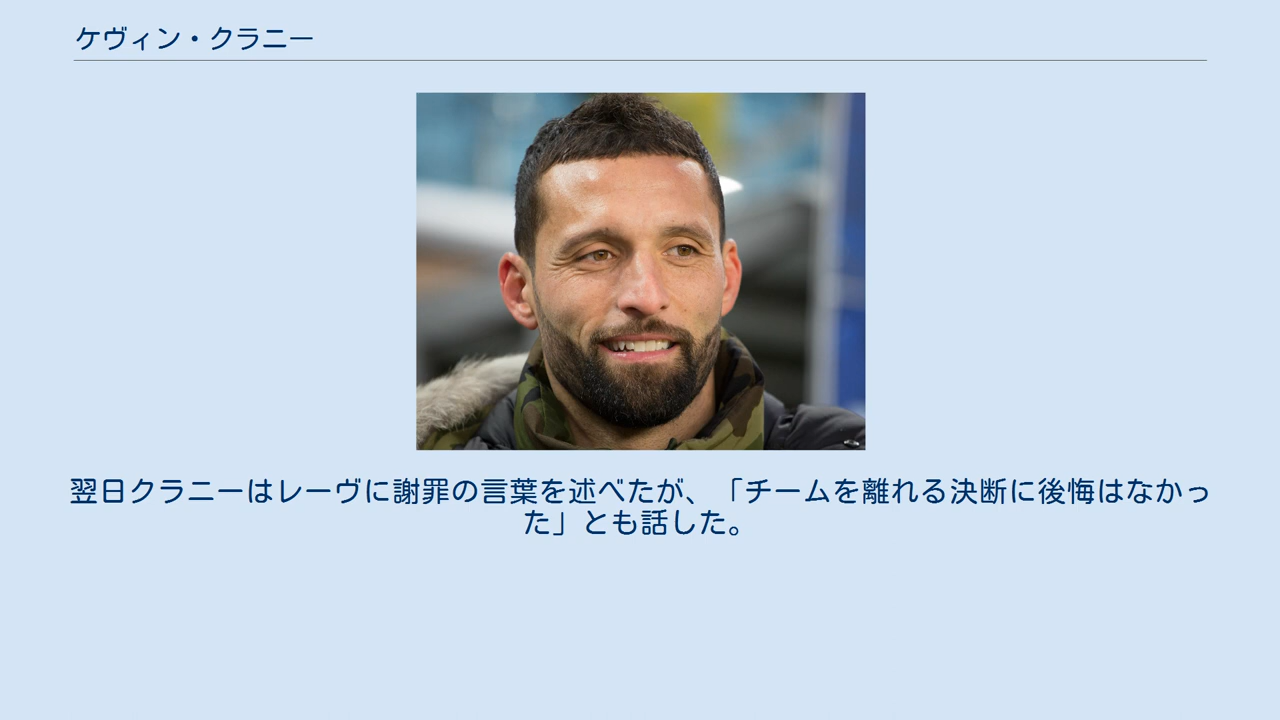 ケヴィン・クラニー
翌日クラニーはレーヴに謝罪の言葉を述べたが、「チームを離れる決断に後悔はなかっ
た」とも話した。